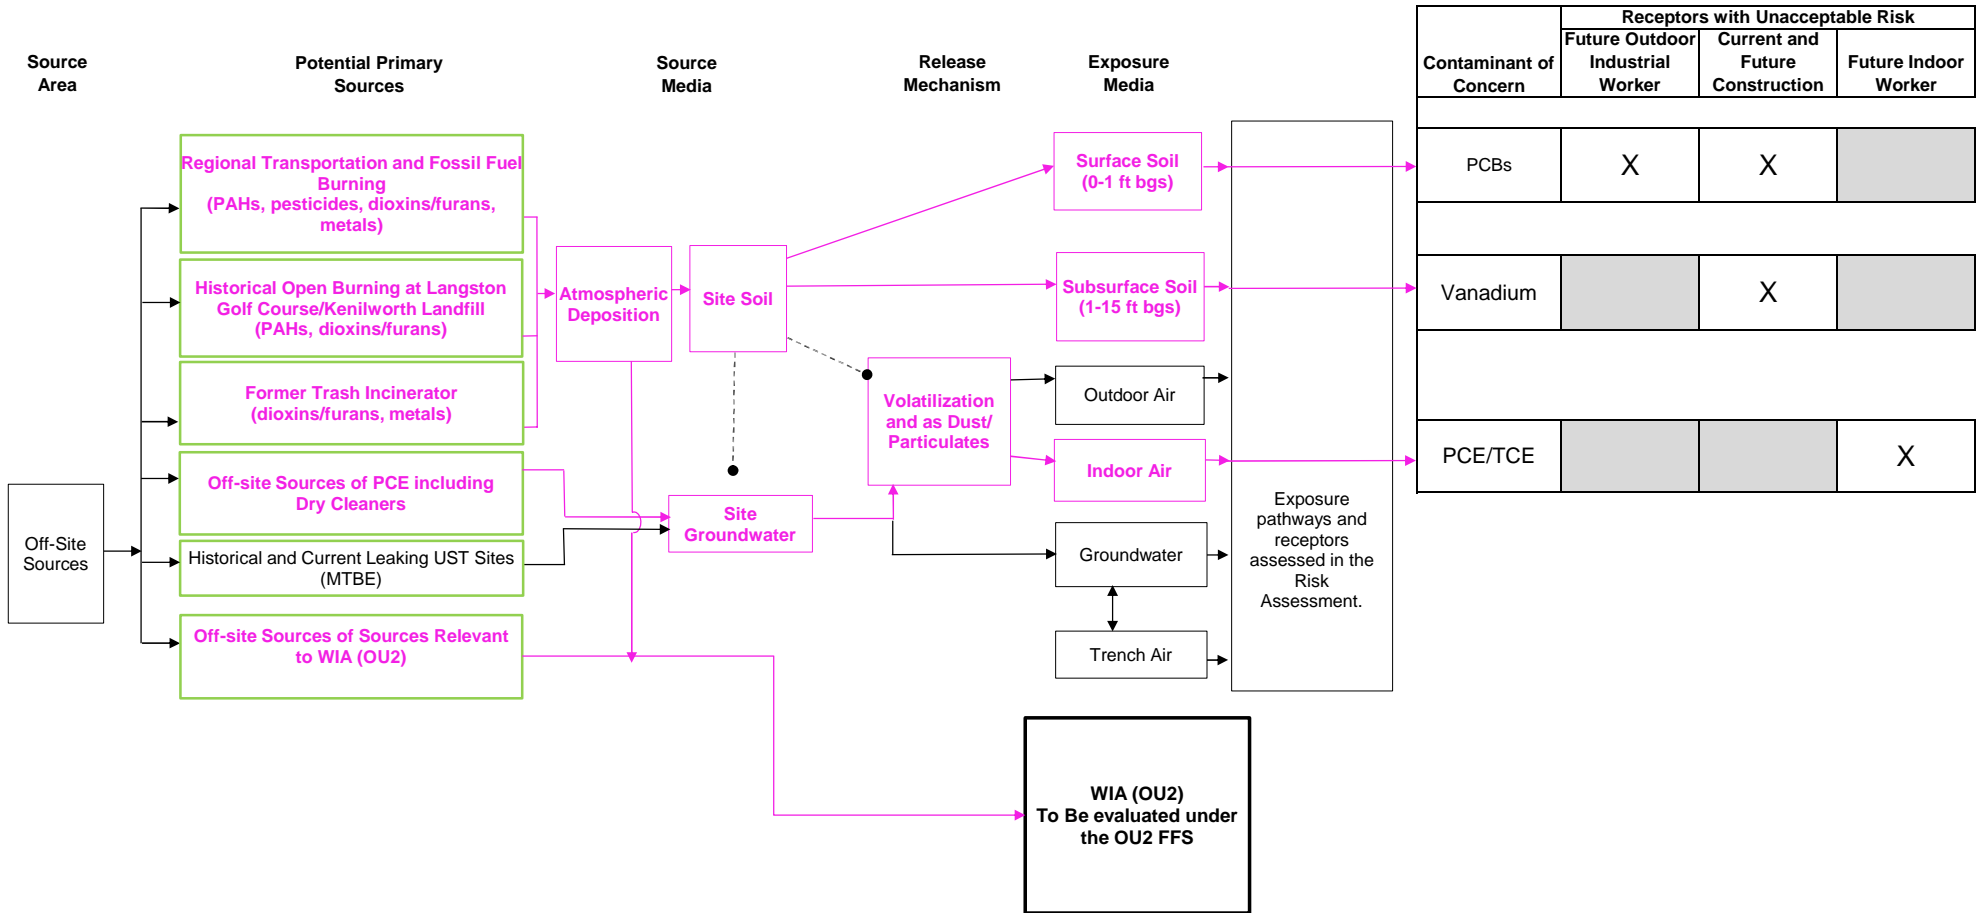 Source
Area
Potential Primary
Sources
Source
Media
Release
Mechanism
Exposure
Media
Contaminant of
Concern
Receptors with Unacceptable Risk
Future Outdoor
Industrial
Worker
Current and
Future
Construction
Future Indoor
Worker
Off-Site
Sources
Regional Transportation and Fossil Fuel
Burning
(PAHs, pesticides, dioxins/furans,
metals)
Historical Open Burning at Langston
Golf Course/Kenilworth Landfill
(PAHs, dioxins/furans)
Former Trash Incinerator
(dioxins/furans, metals)
Off-site Sources of PCE including
Dry Cleaners
Historical and Current Leaking UST Sites
(MTBE)
Off-site Sources of Sources Relevant
to WIA (OU2)
Atmospheric
Deposition
Site Soil
Site
Groundwater
Volatilization
and as Dust/
Particulates
Surface Soil
(0-1 ft bgs)
Subsurface Soil
(1-15 ft bgs)
Outdoor Air
Indoor Air
Groundwater
Trench Air
Exposure
pathways and
receptors
assessed in the
Risk
Assessment.
PCBs
X
X
Vanadium
X
PCE/TCE
X
WIA (OU2)
To Be evaluated under
the OU2 FFS